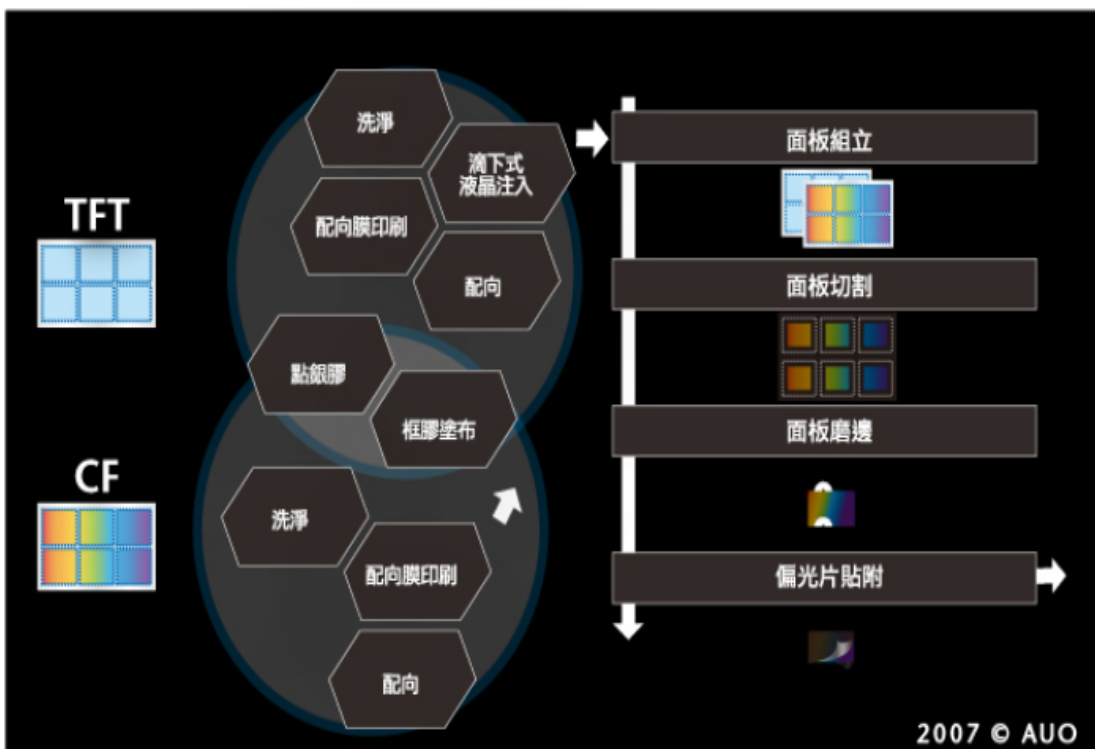 TFT
洗淨
滴下式
液晶注入
配向膜印刷
配向
點銀膠
框膠塗布
CF
洗淨
配向膜印刷
配向
面板組立
面板切割
面板磨邊
偏光片貼附
2007 © AUO